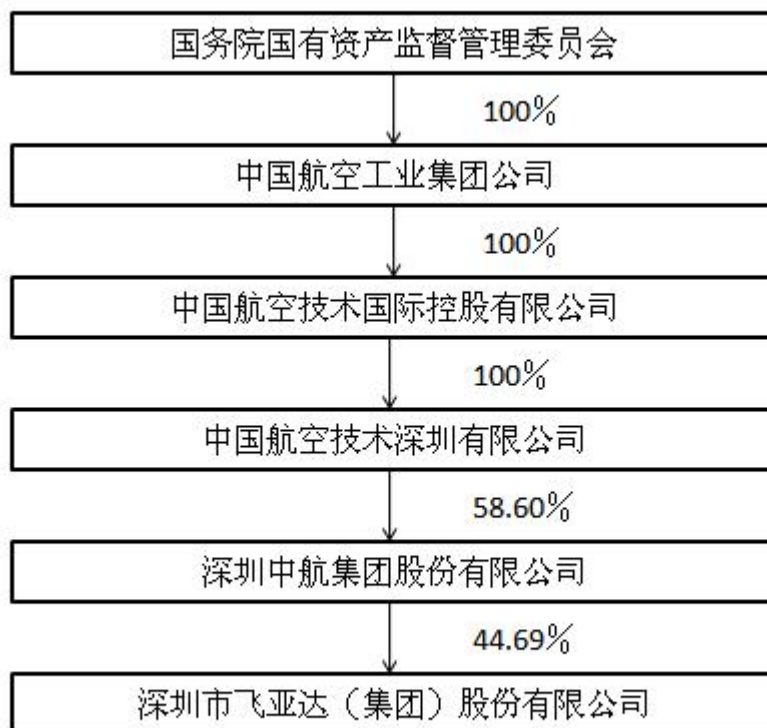 国务院国有资产监督管理委员会
100%
中国航空工业集团公司
100%
中国航空技术国际控股有限公司
100%
中国航空技术深圳有限公司
58.60%
深圳中航集团股份有限公司
44.69%
深圳市飞亚达（集团）股份有限公司